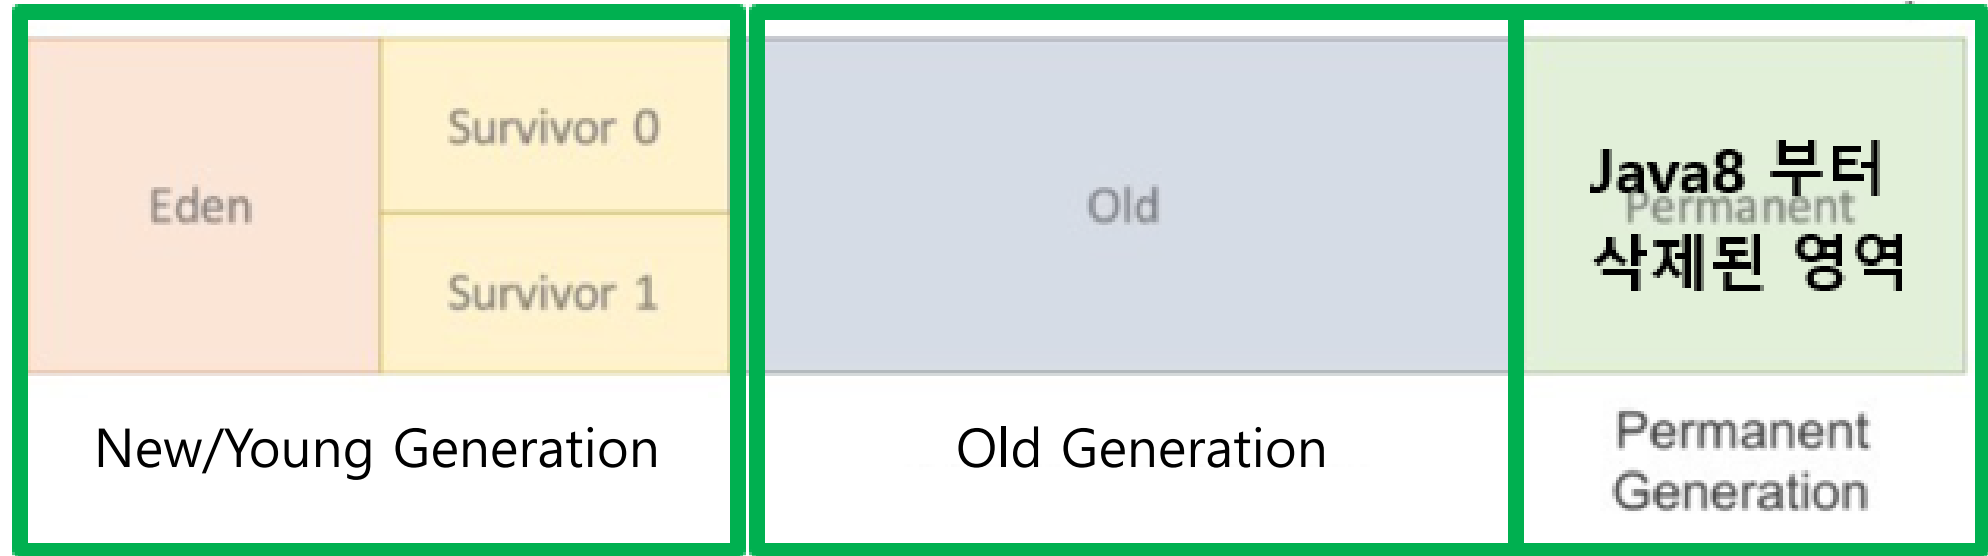 Eden
Survivor 0
Survivor 1
Old
Java8 부터
Permanent
삭제된 영역
New/Young Generation
Old Generation
Permanent
Generation